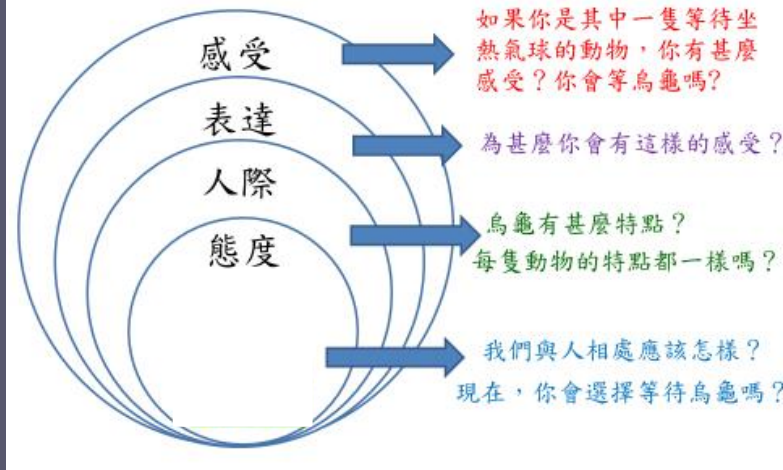 感受
如果你是其中一隻等待坐
熱氣球的動物，你有甚麼
感受？你會等烏龜嗎?
表達
為甚麼你會有這樣的感受？
人際
烏龜有甚麼特點？
每隻動物的特點都一樣嗎？
態度
我們與人相處應該怎樣？
現在，你會選擇等待烏龜嗎？